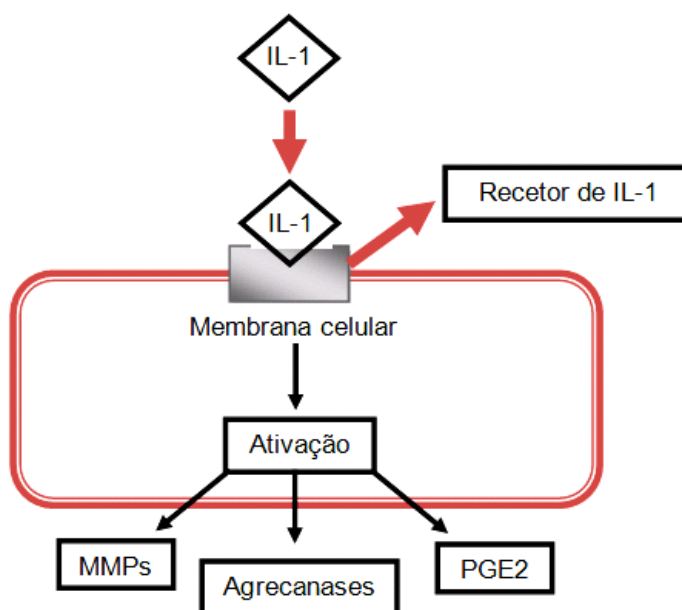 IL-1
IL-1
Recetor de IL-1
Membrana celular
Ativação
MMPs
Agrecanases
PGE2